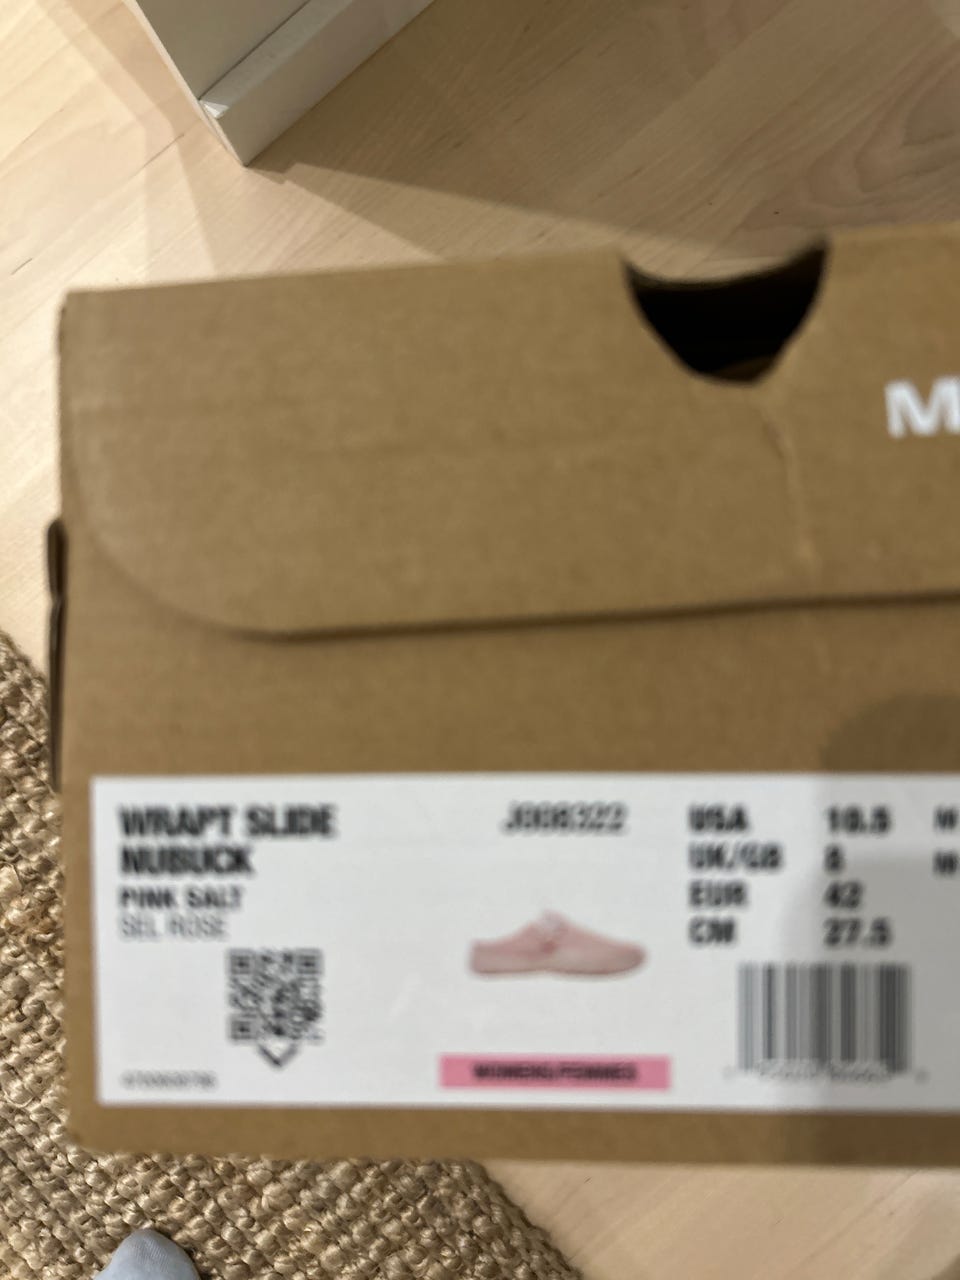 M
WRAPT SLIDE
NUBUCK
PINK SALT
SEL ROSE
J008322
USA 10.5 M
UK/GB 8 M
EUR 42
CM 27.5
WOMENS/FEMMES